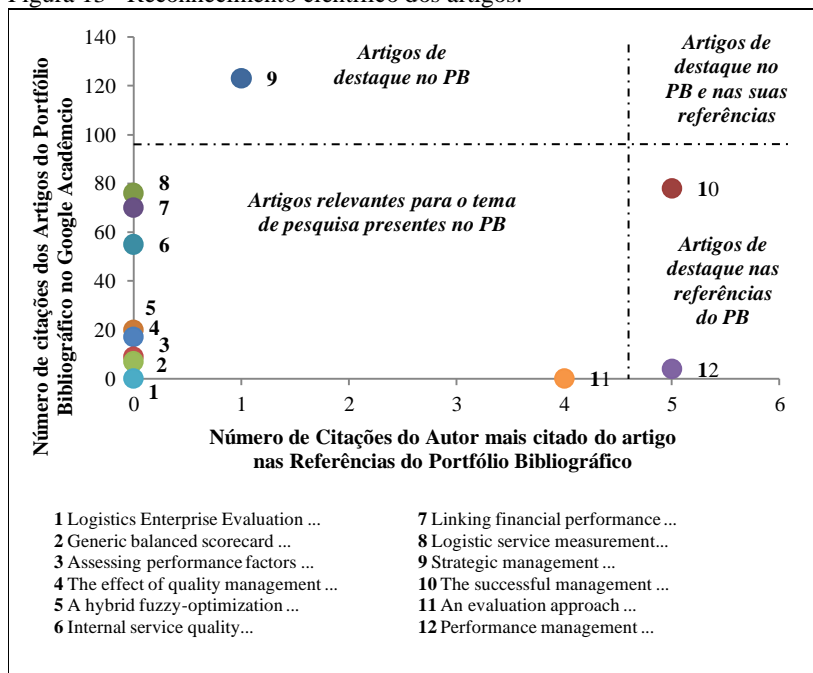 Figura 13 - Reconhecimento científico dos artigos.
Número de citações dos Artigos do Portfólio
Bibliográfico no Google Acadêmcio
140
120
100
80
60
40
20
0
Artigos de
destaque no PB
Artigos de
destaque no
PB e nas suas
referências
9
8
7
6
5
4
3
2
1
Artigos relevantes para o tema
de pesquisa presentes no PB
10
Artigos de
destaque nas
referências
do PB
11
12
0 1 2 3 4 5 6
Número de Citações do Autor mais citado do artigo
nas Referências do Portfólio Bibliográfico
1 Logistics Enterprise Evaluation ...
2 Generic balanced scorecard ...
3 Assessing performance factors ...
4 The effect of quality management ...
5 A hybrid fuzzy-optimization ...
6 Internal service quality...
7 Linking financial performance ...
8 Logistic service measurement...
9 Strategic management ...
10 The successful management ...
11 An evaluation approach ...
12 Performance management ...